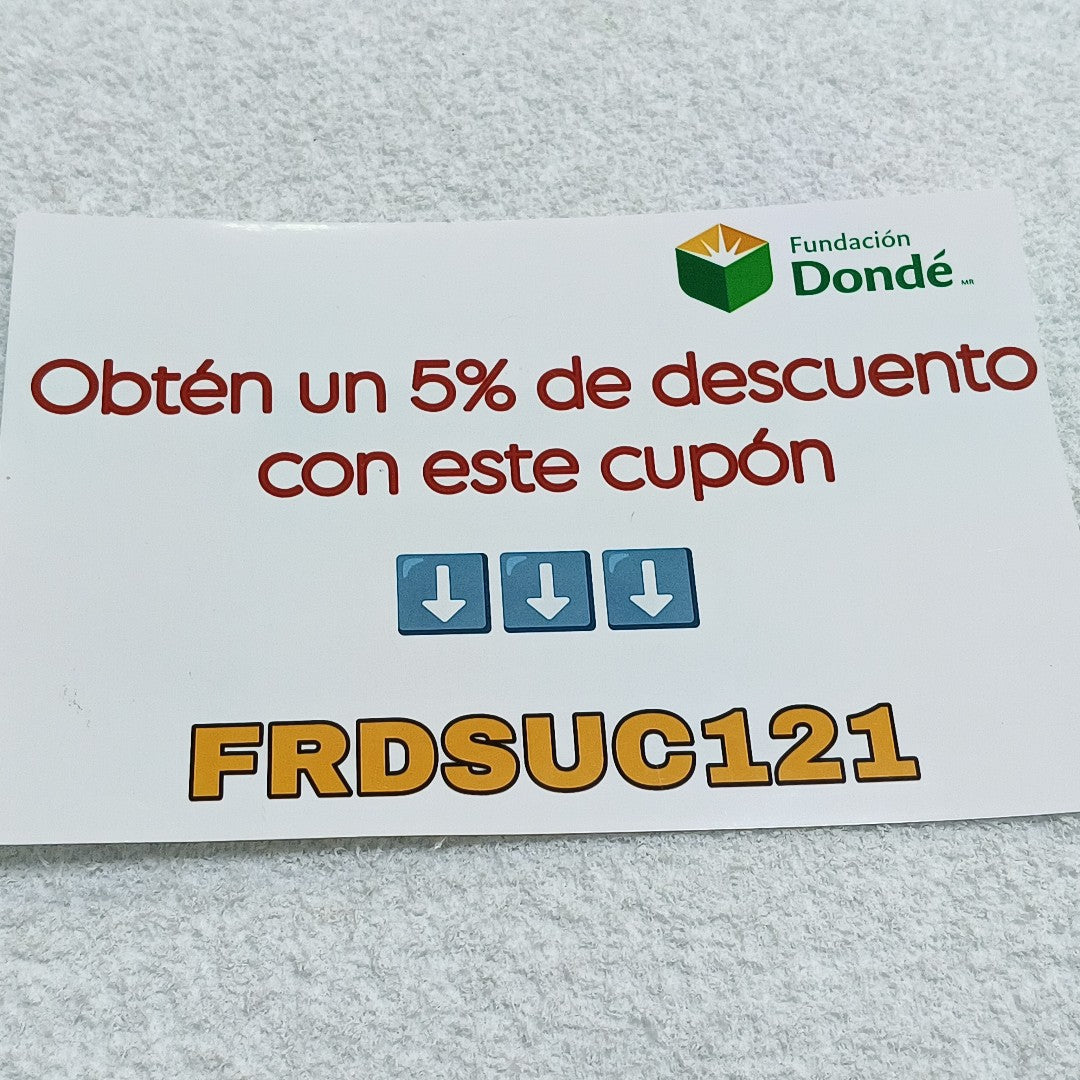 Fundación
Dondé MR
Obtén un 5% de descuento
con este cupón
FRDSUC121